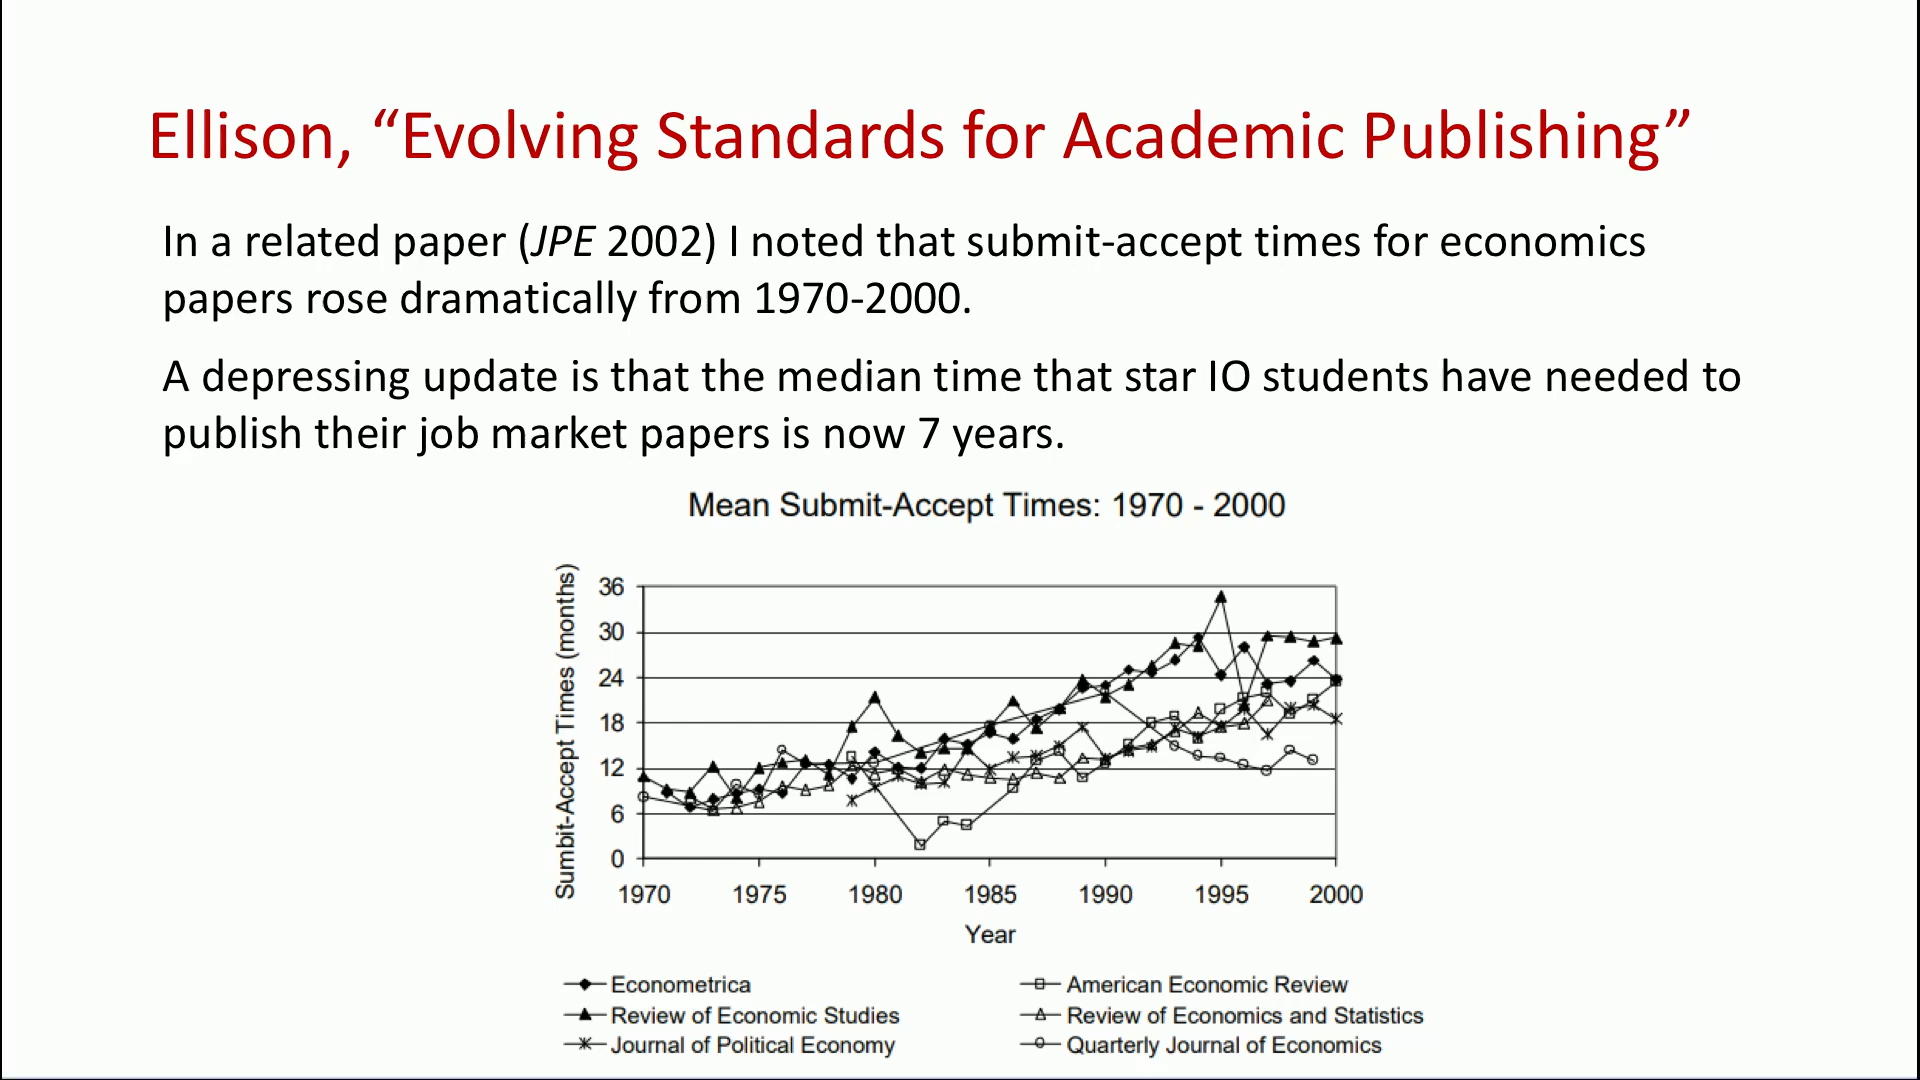 Ellison, “Evolving Standards for Academic Publishing”
In a related paper (JPE 2002) I noted that submit-accept times for economics
papers rose dramatically from 1970-2000.
A depressing update is that the median time that star IO students have needed to
publish their job market papers is now 7 years.
Mean Submit-Accept Times: 1970 - 2000
Sumbit-Accept Times (months)
36
30
24
18
12
6
0
1970 1975 1980 1985 1990 1995 2000
Year
Econometrica
American Economic Review
Review of Economic Studies
Review of Economics and Statistics
Journal of Political Economy
Quarterly Journal of Economics